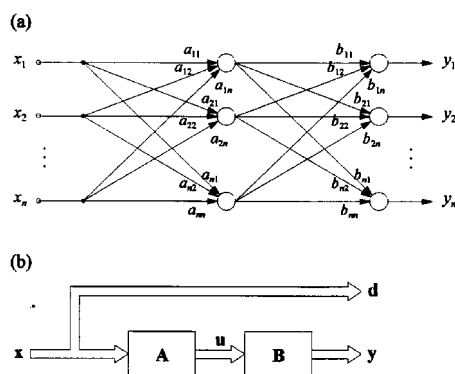 (a)
x₁ a₁₁ b₁₁ y₁
a₁₂ b₁₂
a₁ₙ b₁ₙ
a₂₁ b₂₁
x₂ a₂₂ b₂₂ y₂
a₂ₙ b₂ₙ
aₙ₁ bₙ₁
aₙ₂ bₙ₂
xₙ aₙₙ bₙₙ yₙ
(b)
d
x A u B y